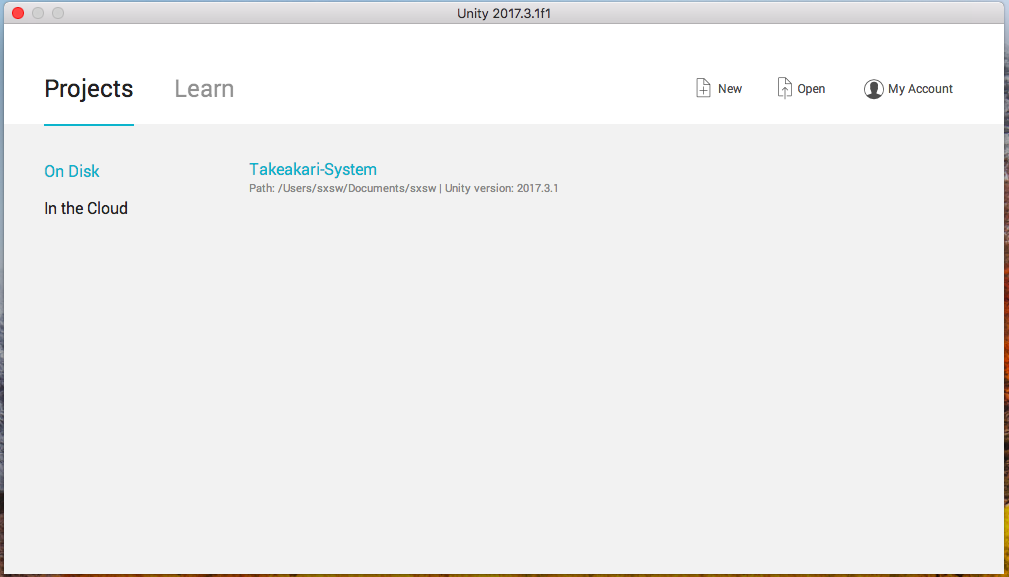 Unity 2017.3.1f1
Projects
Learn
New
Open
My Account
On Disk
In the Cloud
Takeakari-System
Path: /Users/sxsw/Documents/sxsw | Unity version: 2017.3.1